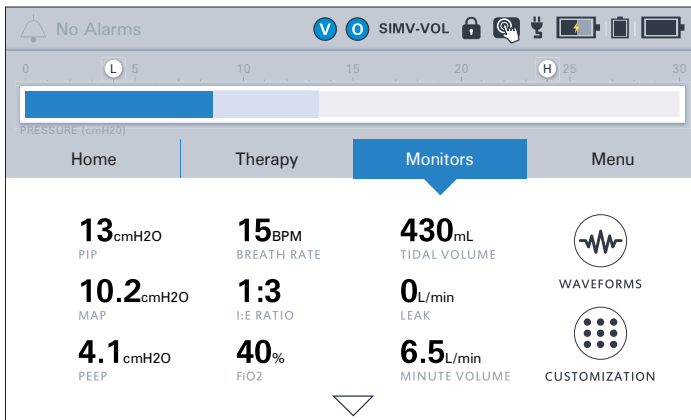 No Alarms V O SIMV-VOL
0 L 5 10 15 20 H 25 30
PRESSURE (cmH20)
Home Therapy Monitors Menu
13cmH2O 15BPM 430mL
PIP BREATH RATE TIDAL VOLUME
WAVEFORMS
10.2cmH2O 1:3 0L/min
MAP I:E RATIO LEAK
4.1cmH2O 40% 6.5L/min
PEEP FiO2 MINUTE VOLUME
CUSTOMIZATION